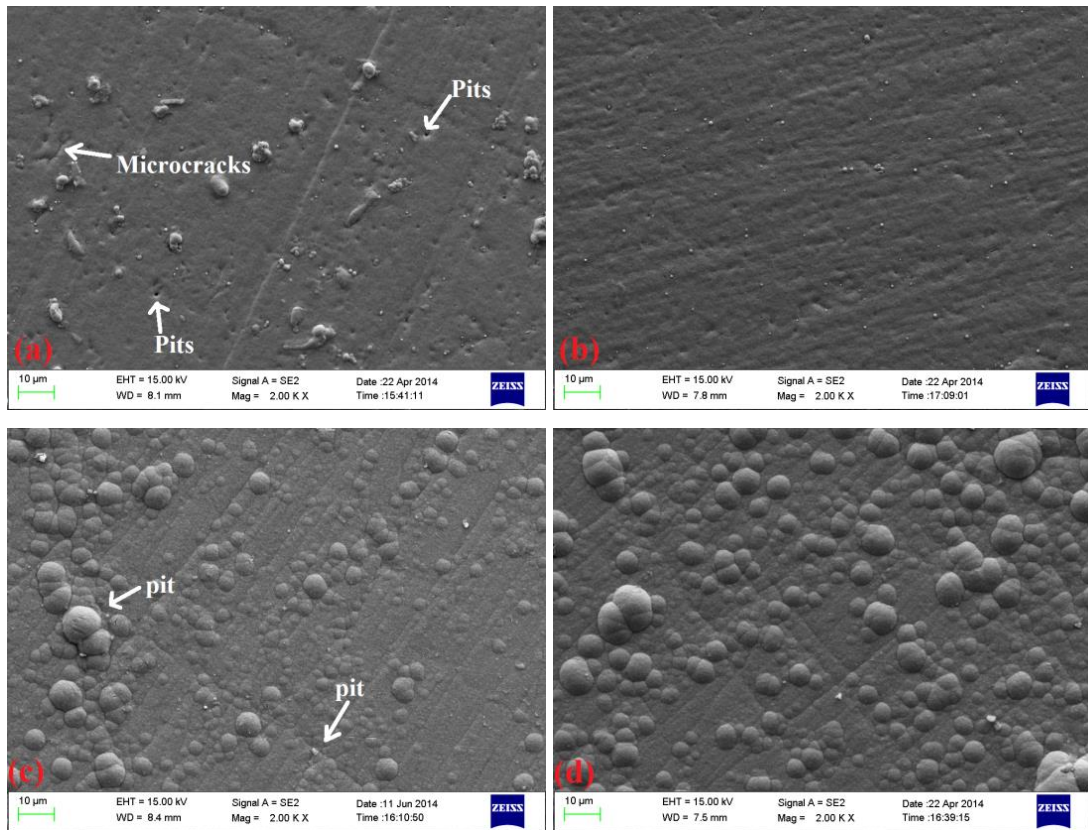 Pits
Microcracks
Pits
(a)
10 µm
EHT = 15.00 kV
WD = 8.1 mm
Signal A = SE2
Mag = 2.00 K X
Date :22 Apr 2014
Time :15:41:11
ZEISS
(b)
10 µm
EHT = 15.00 kV
WD = 7.8 mm
Signal A = SE2
Mag = 2.00 K X
Date :22 Apr 2014
Time :17:09:01
ZEISS
pit
pit
(c)
10 µm
EHT = 15.00 kV
WD = 8.4 mm
Signal A = SE2
Mag = 2.00 K X
Date :11 Jun 2014
Time :16:10:50
ZEISS
(d)
10 µm
EHT = 15.00 kV
WD = 7.5 mm
Signal A = SE2
Mag = 2.00 K X
Date :22 Apr 2014
Time :16:39:15
ZEISS